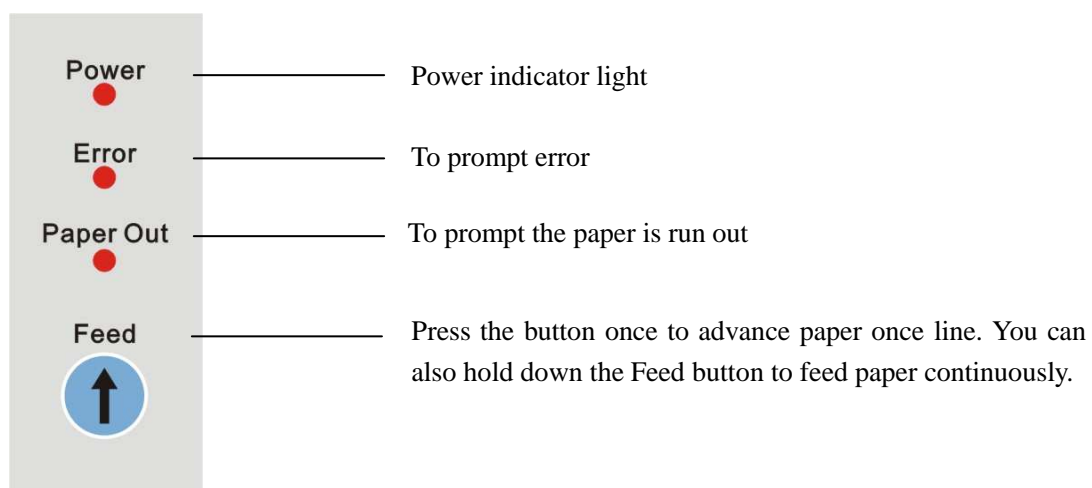 Power
Power indicator light
Error
To prompt error
Paper Out
To prompt the paper is run out
Feed
Press the button once to advance paper once line. You can
also hold down the Feed button to feed paper continuously.